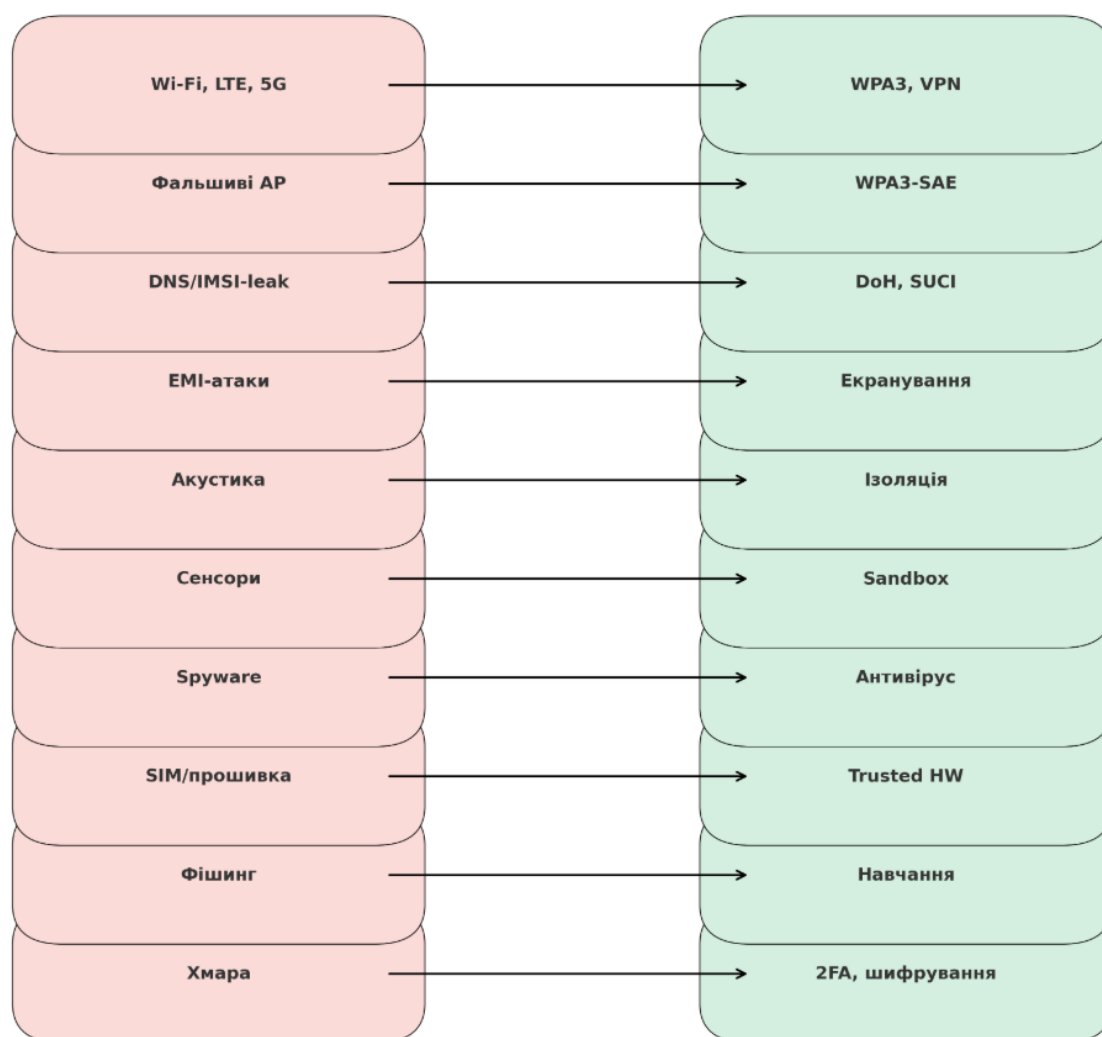 Wi-Fi, LTE, 5G
WPA3, VPN
Фальшиві AP
WPA3-SAE
DNS/IMSI-leak
DoH, SUCI
EMI-атаки
Екранування
Акустика
Ізоляція
Сенсори
Sandbox
Spyware
Антивірус
SIM/прошивка
Trusted HW
Фішинг
Навчання
Хмара
2FA, шифрування